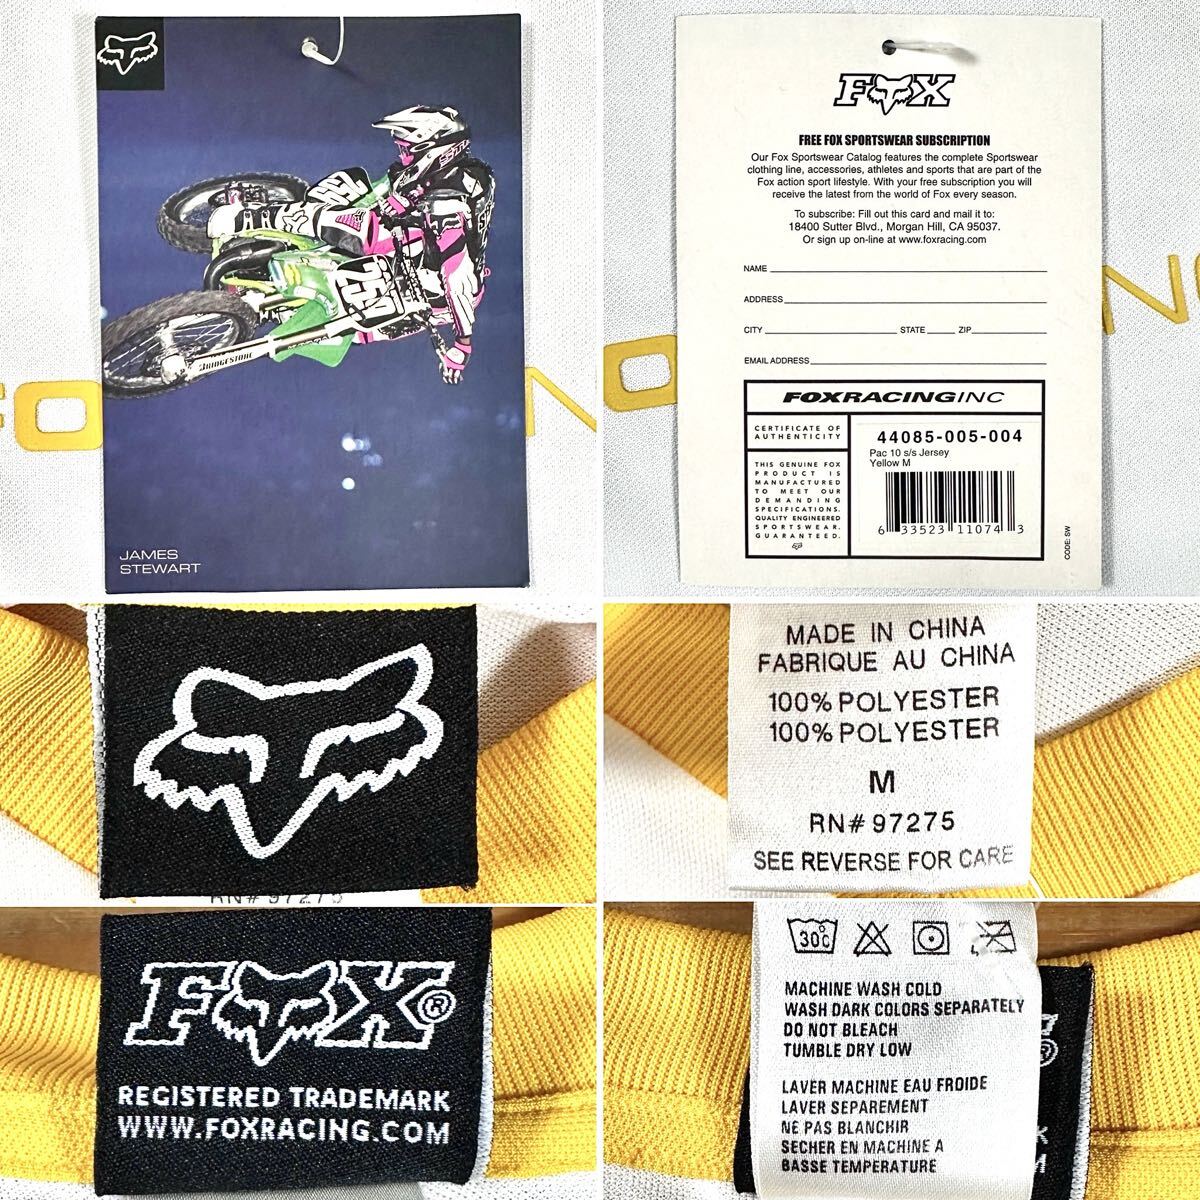 259
259
BRIDGESTONE
FO
N
JAMES
STEWART
FOX
FREE FOX SPORTSWEAR SUBSCRIPTION
Our Fox Sportswear Catalog features the complete Sportswear
clothing line, accessories, athletes and sports that are part of the
Fox action sport lifestyle. With your free subscription you will
receive the latest from the world of Fox every season.
To subscribe: Fill out this card and mail it to:
18400 Sutter Blvd., Morgan Hill, CA 95037.
Or sign up on-line at www.foxracing.com
NAME
ADDRESS
CITY STATE ZIP
EMAIL ADDRESS
O
N
FOXRACINGINC
CERTIFICATE OF
AUTHENTICITY
THIS GENUINE FOX
PRODUCT IS
MANUFACTURED
TO MEET OUR
DEMANDING
SPECIFICATIONS.
QUALITY ENGINEERED
SPORTSWEAR.
GUARANTEED.
44085-005-004
Pac 10 s/s Jersey
Yellow M
6 33523 11074 3
CODE: SW
RN# 97275
MADE IN CHINA
FABRIQUE AU CHINA
100% POLYESTER
100% POLYESTER
M
RN# 97275
SEE REVERSE FOR CARE
FOX®
REGISTERED TRADEMARK
WWW.FOXRACING.COM
30°C
MACHINE WASH COLD
WASH DARK COLORS SEPARATELY
DO NOT BLEACH
TUMBLE DRY LOW
LAVER MACHINE EAU FROIDE
LAVER SEPAREMENT
NE PAS BLANCHIR
SECHER EN MACHINE A
BASSE TEMPERATURE
®
K
M